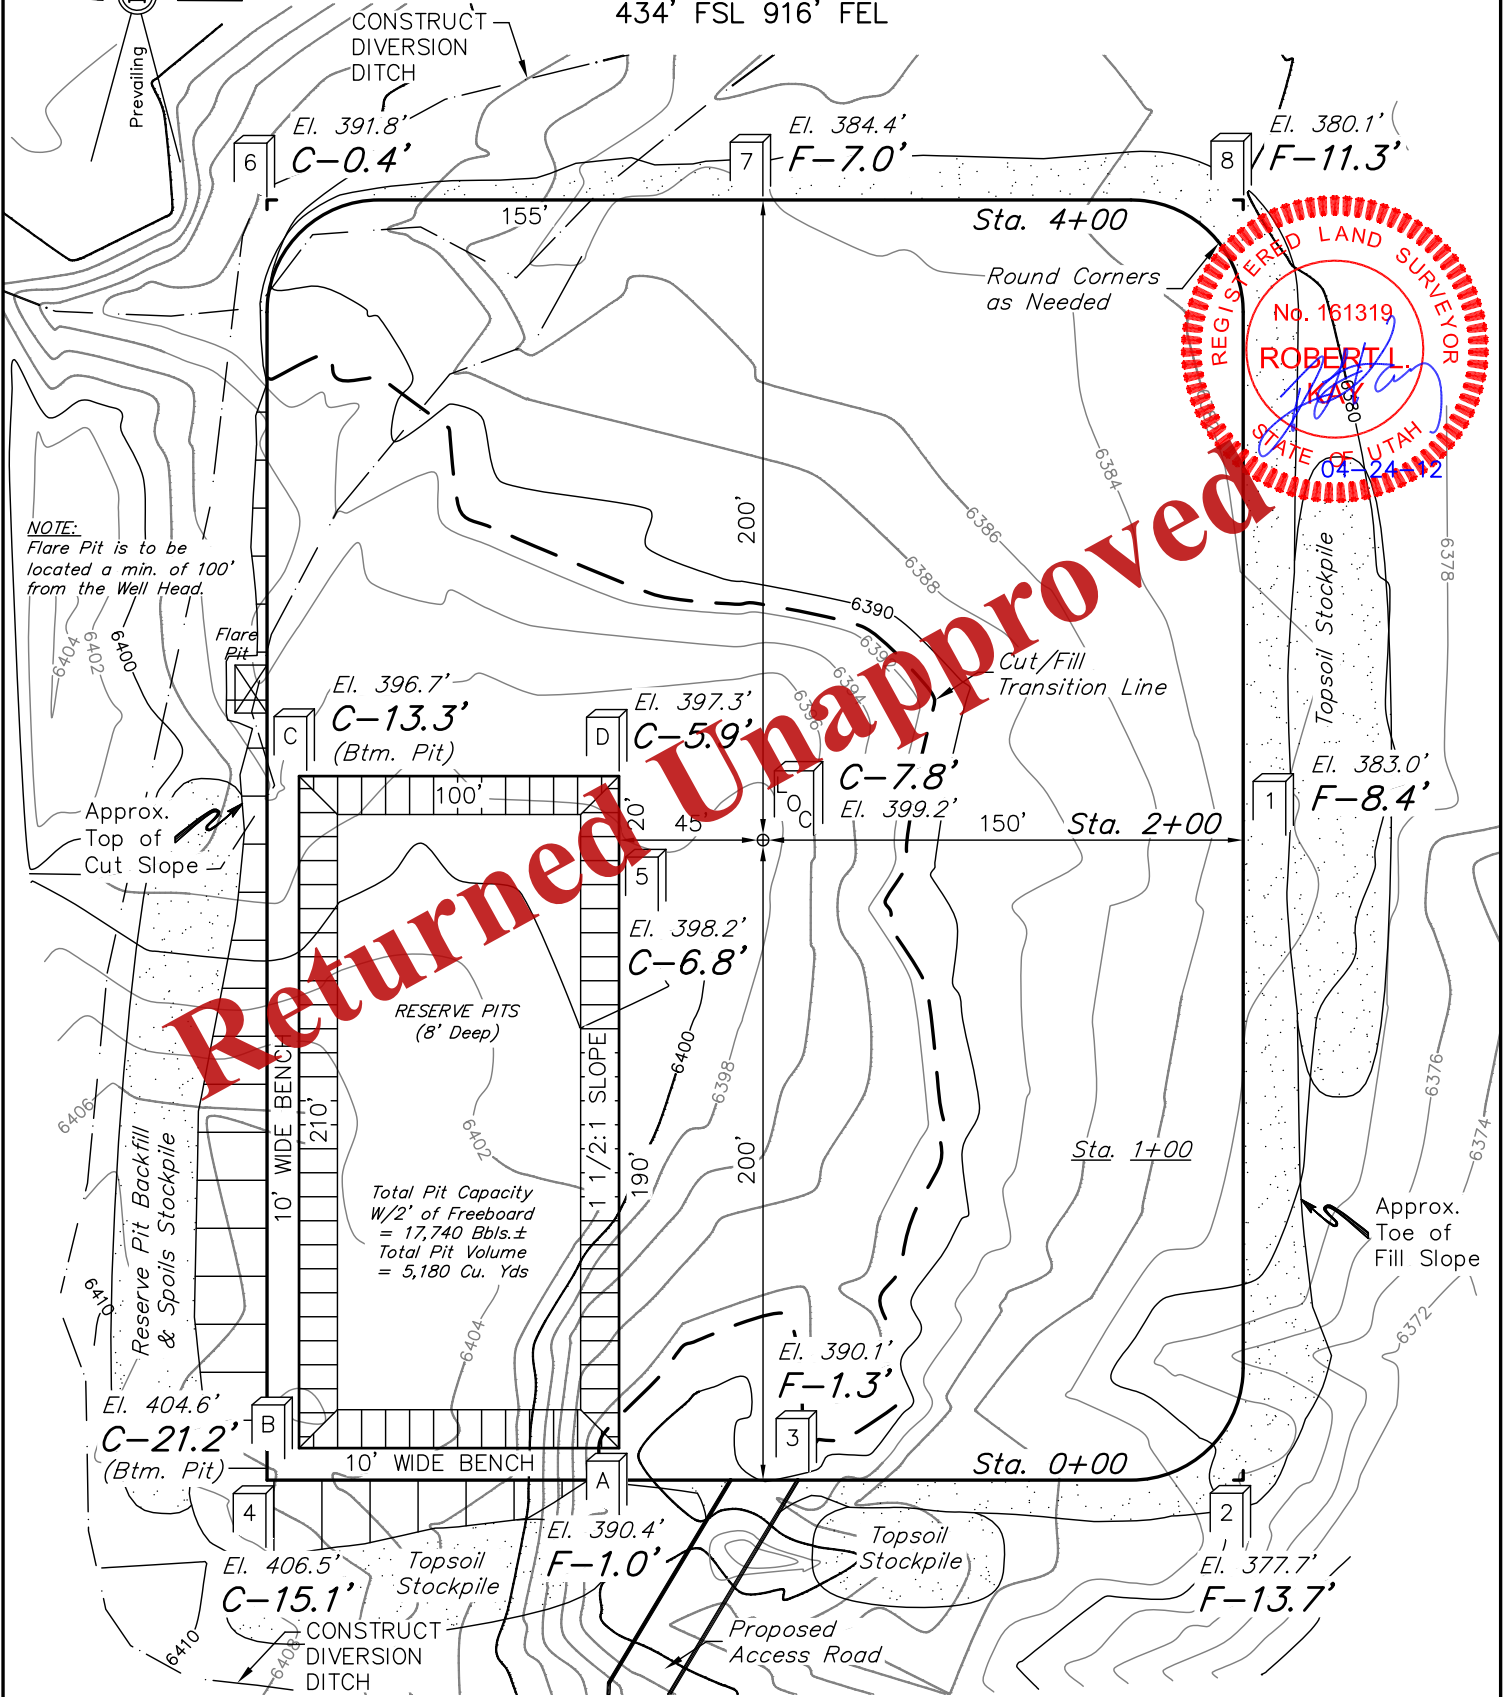 434' FSL 916' FEL
CONSTRUCT
DIVERSION
DITCH
Prevailing
El. 391.8'
C-0.4'
6
El. 384.4'
F-7.0'
7
El. 380.1'
F-11.3'
8
155'
Sta. 4+00
Round Corners
as Needed
REGISTERED LAND SURVEYOR
No. 161319
ROBERT L.
KAY
STATE OF UTAH
04-24-12
6380
6384
6386
6388
6390
6392
6394
6396
6378
200'
NOTE:
Flare Pit is to be
located a min. of 100'
from the Well Head.
6404
6402
6400
Flare
Pit
Topsoil Stockpile
Cut/Fill
Transition Line
El. 396.7'
C-13.3'
(Btm. Pit)
C
El. 397.3'
C-5.9'
D
LOC
C-7.8'
El. 399.2'
El. 383.0'
F-8.4'
1
100'
20'
45'
150'
Sta. 2+00
Approx.
Top of
Cut Slope
5
El. 398.2'
C-6.8'
RESERVE PITS
(8' Deep)
Returned Unapproved
10' WIDE BENCH
210'
1 1/2:1 SLOPE
190'
6400
6398
6402
6404
6406
6376
6374
6372
200'
Sta. 1+00
Reserve Pit Backfill
& Spoils Stockpile
Total Pit Capacity
W/2' of Freeboard
= 17,740 Bbls.±
Total Pit Volume
= 5,180 Cu. Yds
Approx.
Toe of
Fill Slope
6410
El. 390.1'
F-1.3'
3
El. 404.6'
C-21.2'
(Btm. Pit)
B
10' WIDE BENCH
Sta. 0+00
A
4
2
El. 390.4'
F-1.0'
Topsoil
Stockpile
El. 406.5'
C-15.1'
Topsoil
Stockpile
El. 377.7'
F-13.7'
CONSTRUCT
DIVERSION
DITCH
6410
6408
Proposed
Access Road